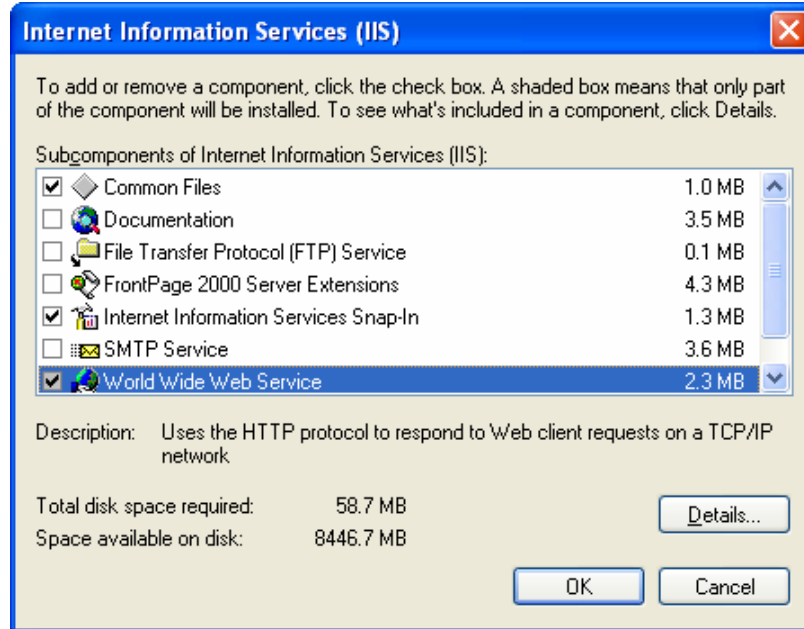 Internet Information Services (IIS)
To add or remove a component, click the check box. A shaded box means that only part
of the component will be installed. To see what's included in a component, click Details.
Subcomponents of Internet Information Services (IIS):
Common Files 1.0 MB
Documentation 3.5 MB
File Transfer Protocol (FTP) Service 0.1 MB
FrontPage 2000 Server Extensions 4.3 MB
Internet Information Services Snap-In 1.3 MB
SMTP Service 3.6 MB
World Wide Web Service 2.3 MB
Description: Uses the HTTP protocol to respond to Web client requests on a TCP/IP
network
Total disk space required: 58.7 MB
Details...
Space available on disk: 8446.7 MB
OK Cancel